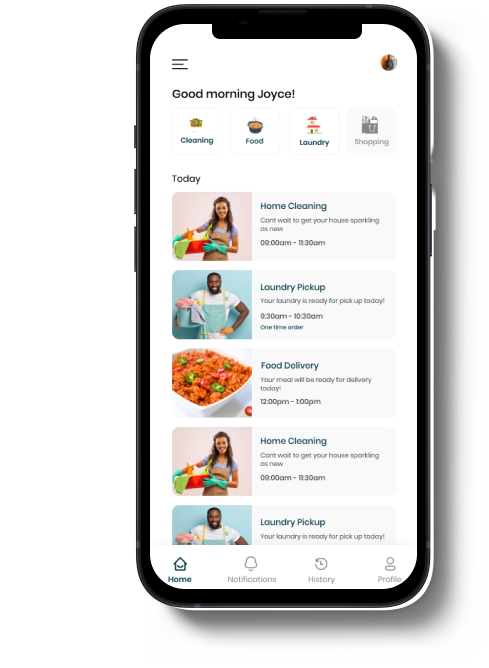 Good morning Joyce!
Cleaning
Food
Laundry
Shopping
Today
Home Cleaning
Cant wait to get your house sparkling
as new
09:00am - 11:30am
Laundry Pickup
Your laundry is ready for pick up today!
9:30am - 10:30am
One time order
Food Delivery
Your meal will be ready for delivery
today!
12:00pm - 1:00pm
Home Cleaning
Cant wait to get your house sparkling
as new
09:00am - 11:30am
Laundry Pickup
Your laundry is ready for pick up today!
Home
Notifications
History
Profile